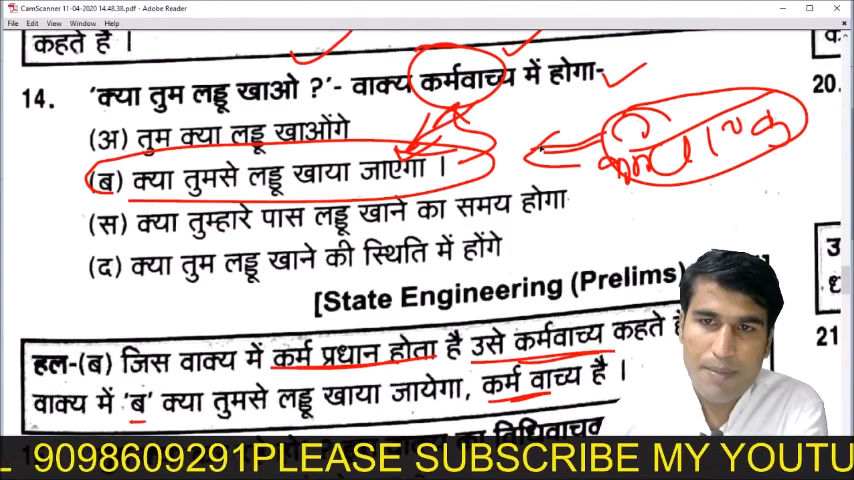 CamScanner 11-04-2020 14.48.38.pdf - Adobe Reader
File Edit View Window Help
कहते हैं ।
14. 'क्या तुम लड्डू खाओ ?'- वाक्य कर्मवाच्य में होगा-
20.
(अ) तुम क्या लड्डू खाओंगे
(ब) क्या तुमसे लड्डू खाया जाएगा ।
(स) क्या तुम्हारे पास लड्डू खाने का समय होगा
(द) क्या तुम लड्डू खाने की स्थिति में होंगे
[State Engineering (Prelims)
हल-(ब) जिस वाक्य में कर्म प्रधान होता है उसे कर्मवाच्य कहते
21.
वाक्य में 'ब' क्या तुमसे लड्डू खाया जायेगा, कर्म वाच्य है ।
L 9098609291PLEASE SUBSCRIBE MY YOUTU